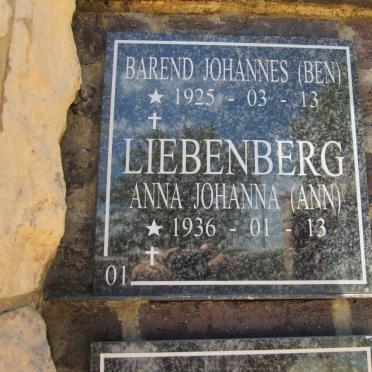 BAREND JOHANNES (BEN)
★ 1925 - 03 - 13
✝
LIEBENBERG
ANNA JOHANNA (ANN)
★ 1936 - 01 - 13
✝
01